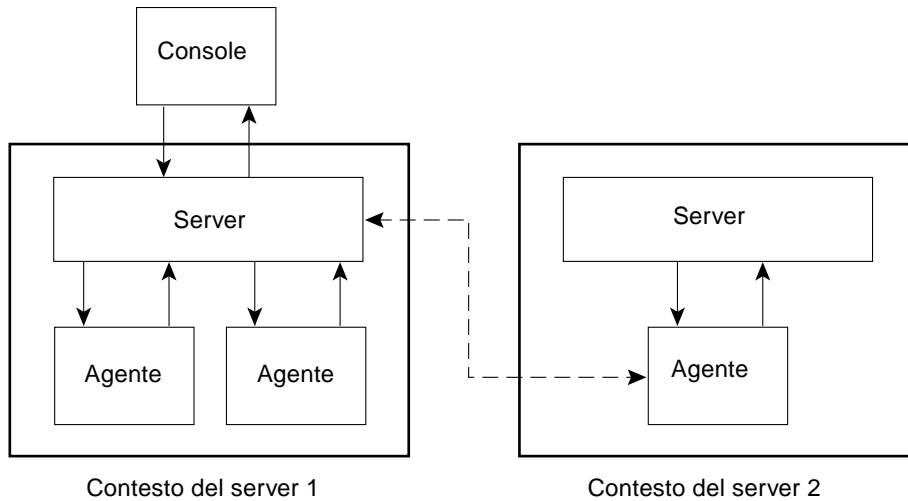 Console
Server
Server
Agente
Agente
Agente
Contesto del server 1
Contesto del server 2